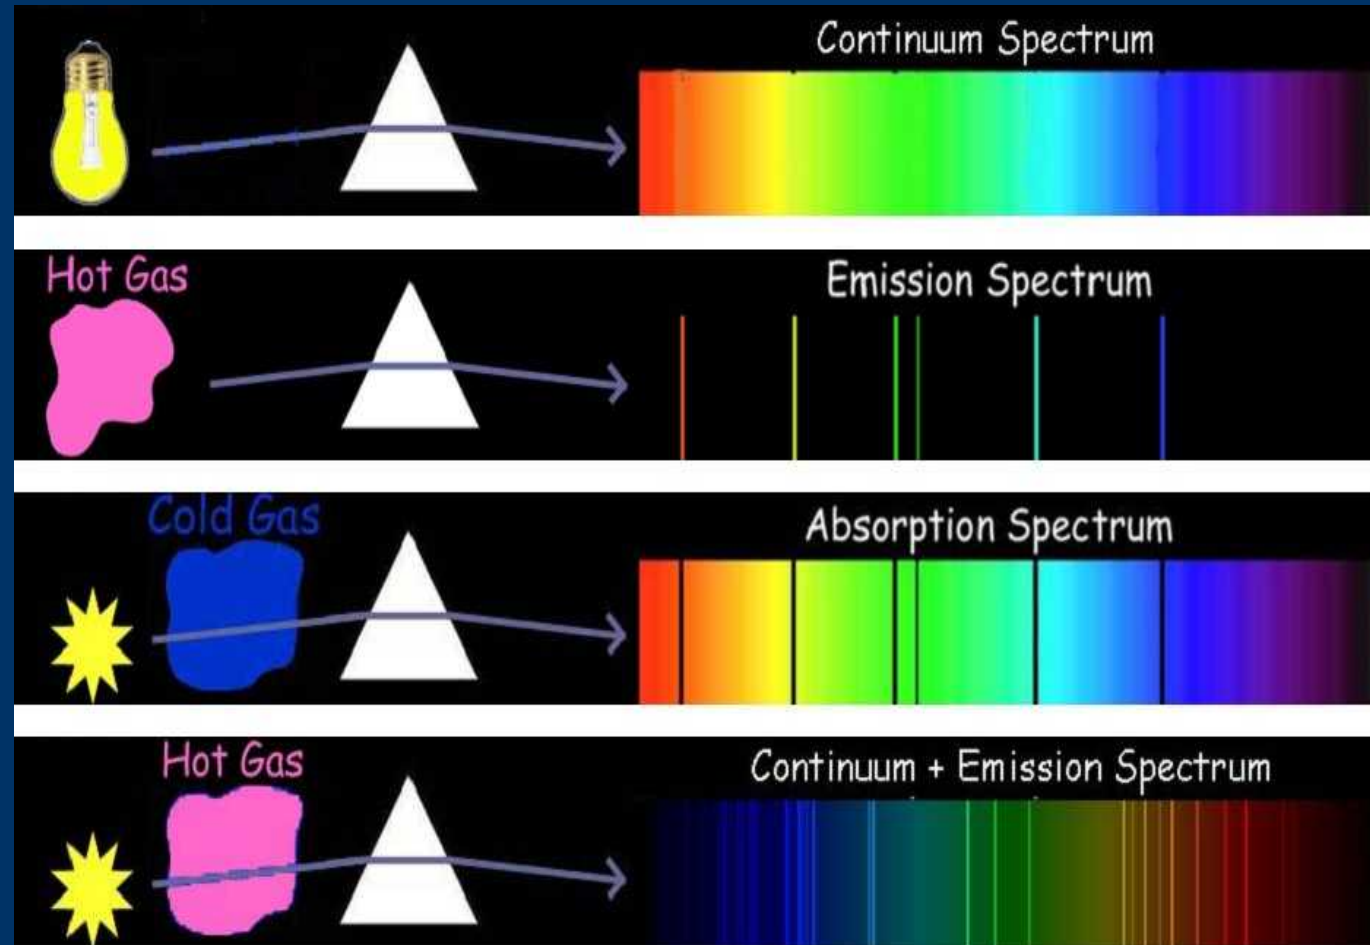 Continuum Spectrum
Hot Gas
Emission Spectrum
Cold Gas
Absorption Spectrum
Hot Gas
Continuum + Emission Spectrum